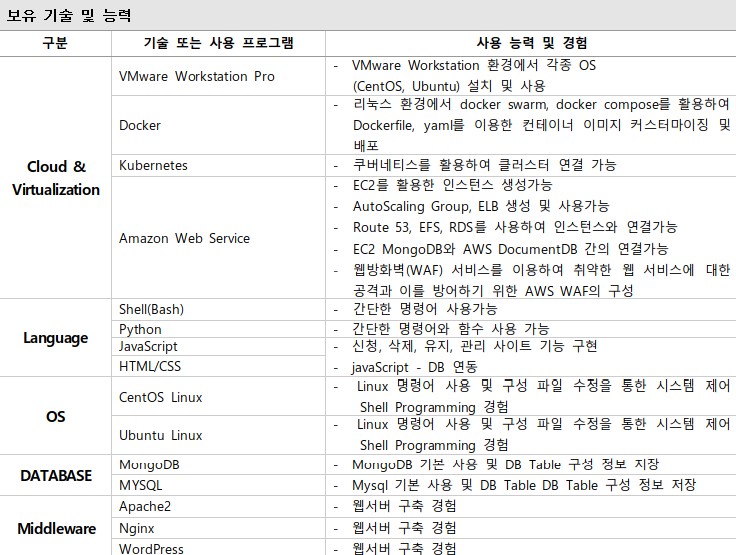 보유 기술 및 능력
구분 기술 또는 사용 프로그램 사용 능력 및 경험
Cloud &
Virtualization
VMware Workstation Pro
- VMware Workstation 환경에서 각종 OS
(CentOS, Ubuntu) 설치 및 사용
Docker
- 리눅스 환경에서 docker swarm, docker compose를 활용하여
Dockerfile, yaml를 이용한 컨테이너 이미지 커스터마이징 및
배포
Kubernetes
- 쿠버네티스를 활용하여 클러스터 연결 가능
Amazon Web Service
- EC2를 활용한 인스턴스 생성가능
- AutoScaling Group, ELB 생성 및 사용가능
- Route 53, EFS, RDS를 사용하여 인스턴스와 연결가능
- EC2 MongoDB와 AWS DocumentDB 간의 연결가능
- 웹방화벽(WAF) 서비스를 이용하여 취약한 웹 서비스에 대한
공격과 이를 방어하기 위한 AWS WAF의 구성
Language
Shell(Bash)
- 간단한 명령어 사용가능
Python
- 간단한 명령어와 함수 사용 가능
JavaScript
- 신청, 삭제, 유지, 관리 사이트 기능 구현
HTML/CSS
- javaScript - DB 연동
OS
CentOS Linux
- Linux 명령어 사용 및 구성 파일 수정을 통한 시스템 제어
Shell Programming 경험
Ubuntu Linux
- Linux 명령어 사용 및 구성 파일 수정을 통한 시스템 제어
Shell Programming 경험
DATABASE
MongoDB
- MongoDB 기본 사용 및 DB Table 구성 정보 저장
MYSQL
- Mysql 기본 사용 및 DB Table DB Table 구성 정보 저장
Middleware
Apache2
- 웹서버 구축 경험
Nginx
- 웹서버 구축 경험
WordPress
- 웹서버 구축 경험